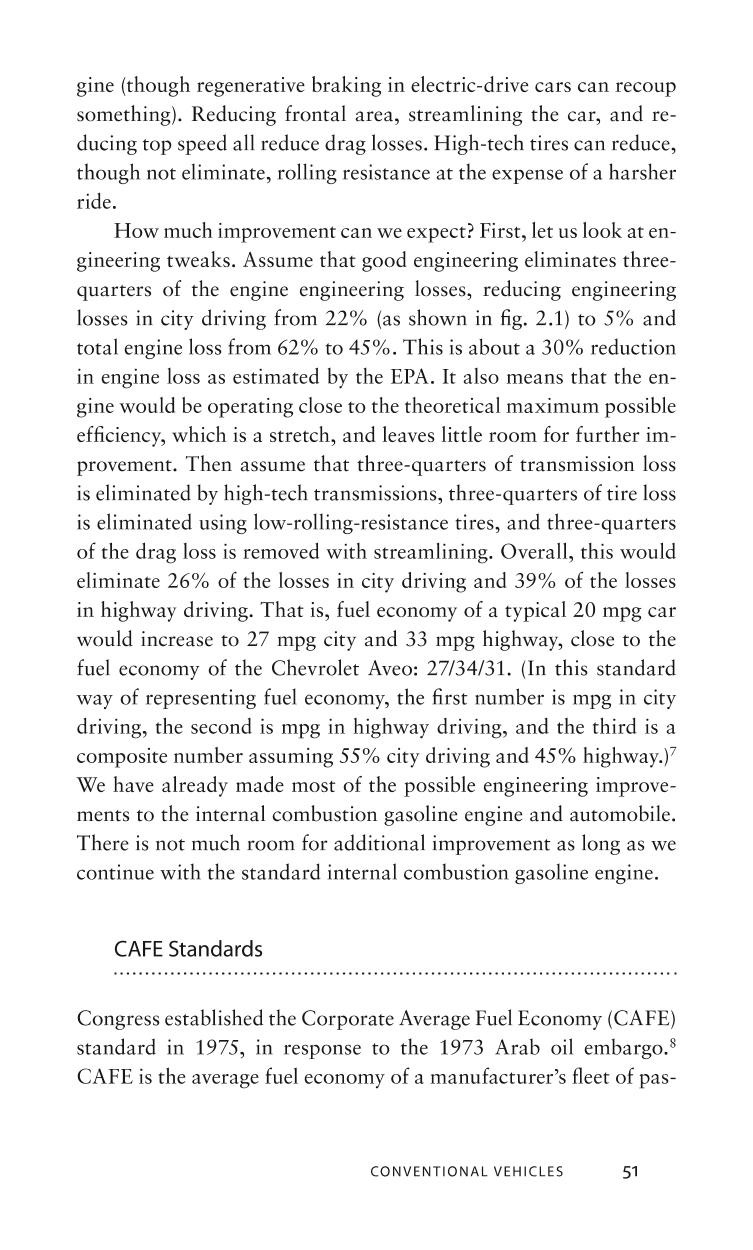 gine (though regenerative braking in electric-drive cars can recoup
something). Reducing frontal area, streamlining the car, and re-
ducing top speed all reduce drag losses. High-tech tires can reduce,
though not eliminate, rolling resistance at the expense of a harsher
ride.
How much improvement can we expect? First, let us look at en-
gineering tweaks. Assume that good engineering eliminates three-
quarters of the engine engineering losses, reducing engineering
losses in city driving from 22% (as shown in fig. 2.1) to 5% and
total engine loss from 62% to 45%. This is about a 30% reduction
in engine loss as estimated by the EPA. It also means that the en-
gine would be operating close to the theoretical maximum possible
efficiency, which is a stretch, and leaves little room for further im-
provement. Then assume that three-quarters of transmission loss
is eliminated by high-tech transmissions, three-quarters of tire loss
is eliminated using low-rolling-resistance tires, and three-quarters
of the drag loss is removed with streamlining. Overall, this would
eliminate 26% of the losses in city driving and 39% of the losses
in highway driving. That is, fuel economy of a typical 20 mpg car
would increase to 27 mpg city and 33 mpg highway, close to the
fuel economy of the Chevrolet Aveo: 27/34/31. (In this standard
way of representing fuel economy, the first number is mpg in city
driving, the second is mpg in highway driving, and the third is a
composite number assuming 55% city driving and 45% highway.)⁷
We have already made most of the possible engineering improve-
ments to the internal combustion gasoline engine and automobile.
There is not much room for additional improvement as long as we
continue with the standard internal combustion gasoline engine.
CAFE Standards
Congress established the Corporate Average Fuel Economy (CAFE)
standard in 1975, in response to the 1973 Arab oil embargo.⁸
CAFE is the average fuel economy of a manufacturer's fleet of pas-
CONVENTIONAL VEHICLES 51